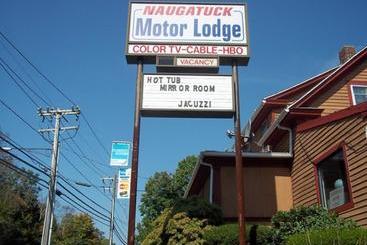 NAUGATUCK
Motor Lodge
COLOR TV-CABLE-HBO
VACANCY
HOT TUB
MIRROR ROOM
JACUZZI